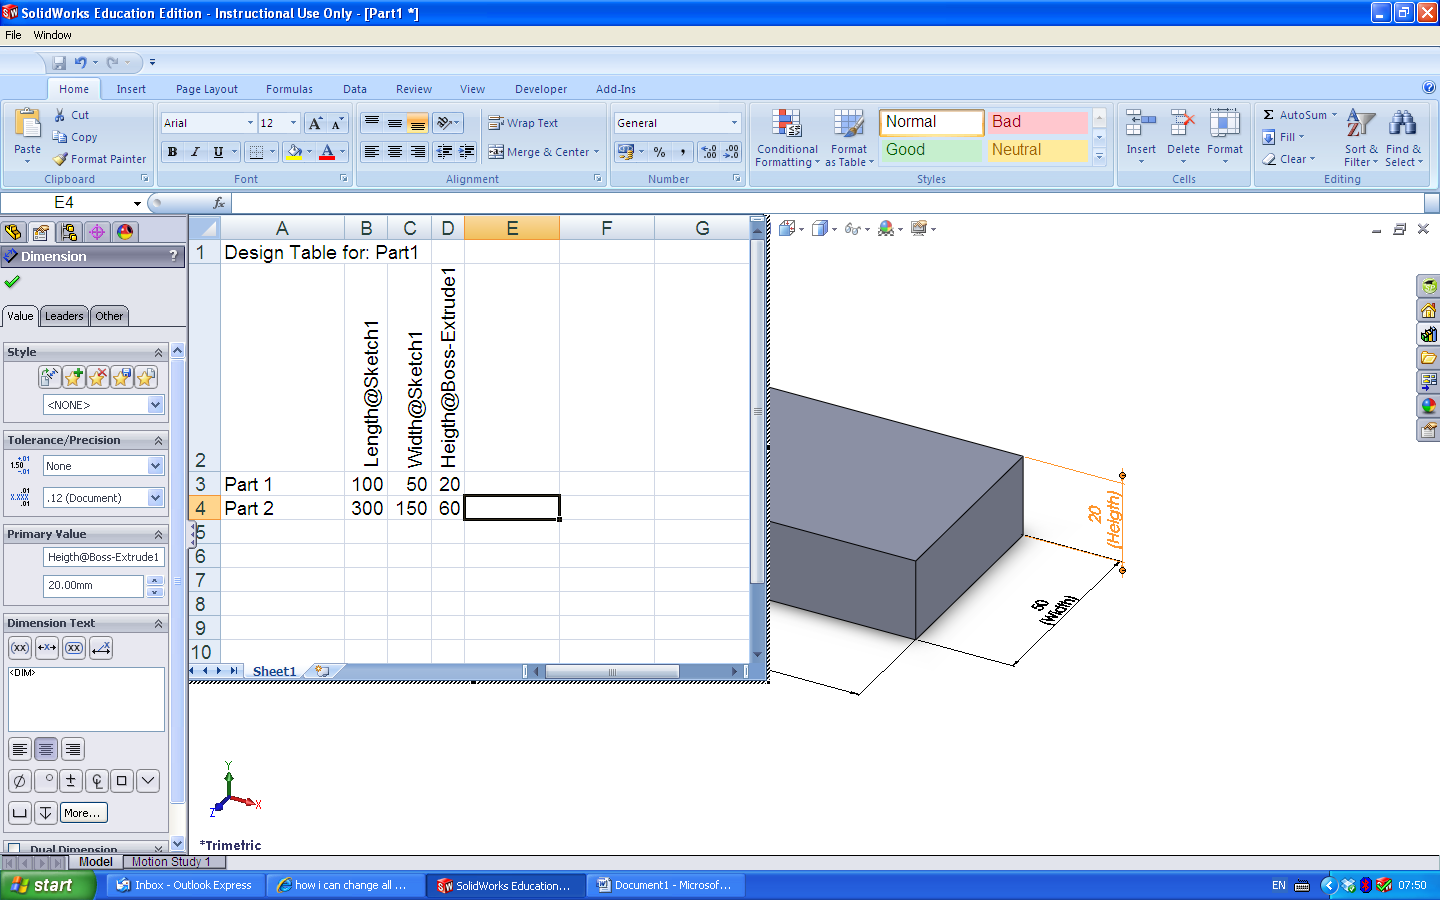 SolidWorks Education Edition - Instructional Use Only - [Part1 *]
File Window
Home Insert Page Layout Formulas Data Review View Developer Add-Ins
Paste
Cut
Copy
Format Painter
Clipboard
Arial 12
B I U A
Font
Wrap Text
Merge & Center
Alignment
General
% ,
Number
Conditional Formatting
Format as Table
Normal Bad
Good Neutral
Styles
Insert Delete Format
Cells
Σ AutoSum
Fill
Clear
Sort & Filter
Find & Select
Editing
E4 fx
Dimension ?
Value Leaders Other
Style
<NONE>
Tolerance/Precision
None
.12 (Document)
Primary Value
Heigth@Boss-Extrude1
20.00mm
Dimension Text
<DIM>
More...
Dual Dimension
A B C D E F G
1 Design Table for: Part1
2 Length@Sketch1 Width@Sketch1 Heigth@Boss-Extrude1
3 Part 1 100 50 20
4 Part 2 300 150 60
5
6
7
8
9
10
Sheet1
20
(Heigth)
50
(Width)
Y
X
Z
*Trimetric
Model Motion Study 1
start
Inbox - Outlook Express
how i can change all ...
SolidWorks Education...
Document1 - Microsof...
EN
07:50